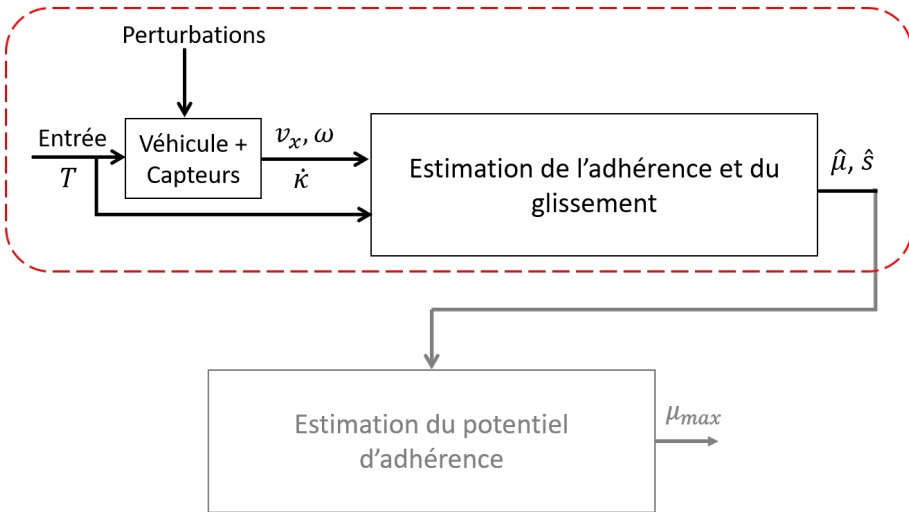 Perturbations
Entrée
T
Véhicule +
Capteurs
v_x, ω
κ̇
Estimation de l’adhérence et du
glissement
μ̂, ŝ
Estimation du potentiel
d’adhérence
μ_max